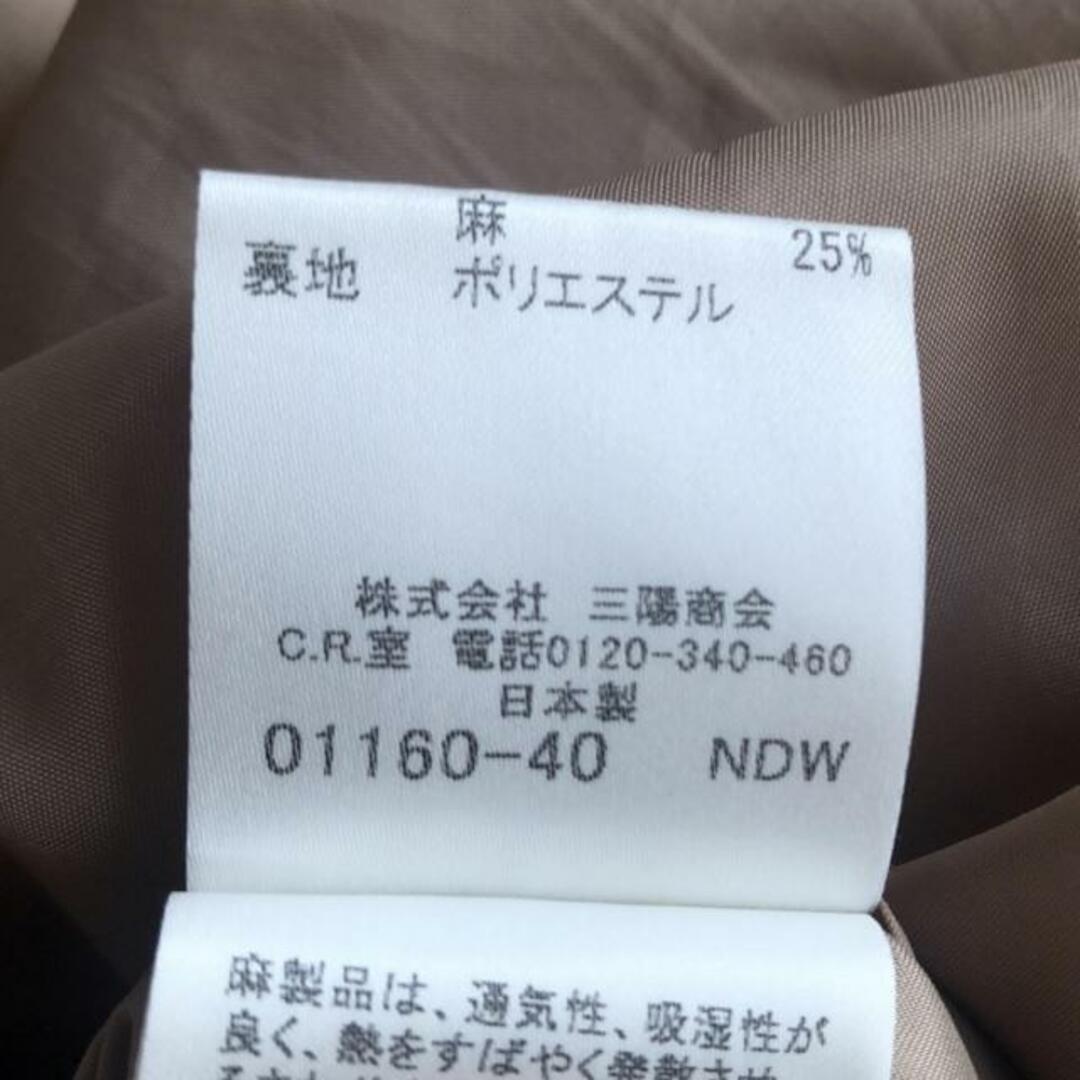 麻 25%
裏地 ポリエステル
株式会社 三陽商会
C.R.室 電話0120-340-460
日本製
01160-40 NDW
麻製品は、通気性、吸湿性が
良く、熱をすばやく発散させ